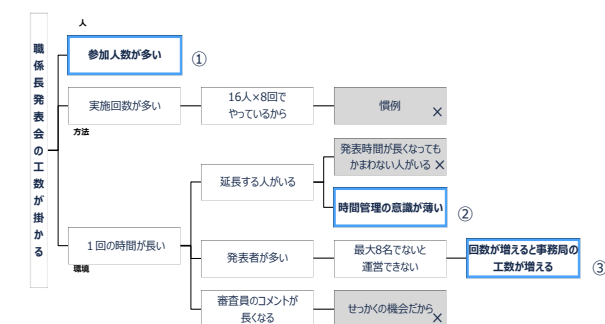 職係長発表会の工数が掛かる
人
参加人数が多い
①
実施回数が多い
16人×8回で
やっているから
慣例
×
方法
1回の時間が長い
環境
延長する人がいる
発表時間が長くなっても
かまわない人がいる ×
時間管理の意識が薄い
②
発表者が多い
最大8名でないと
運営できない
回数が増えると事務局の
工数が増える
③
審査員のコメントが
長くなる
せっかくの機会だから
×